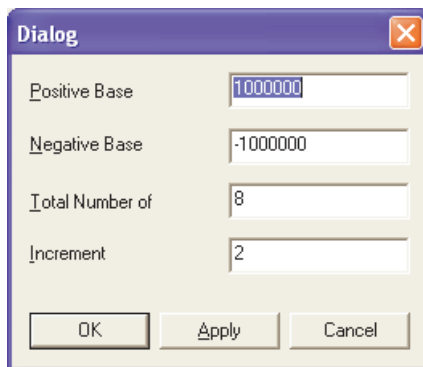 Dialog
Positive Base 1000000
Negative Base -1000000
Total Number of 8
Increment 2
OK Apply Cancel